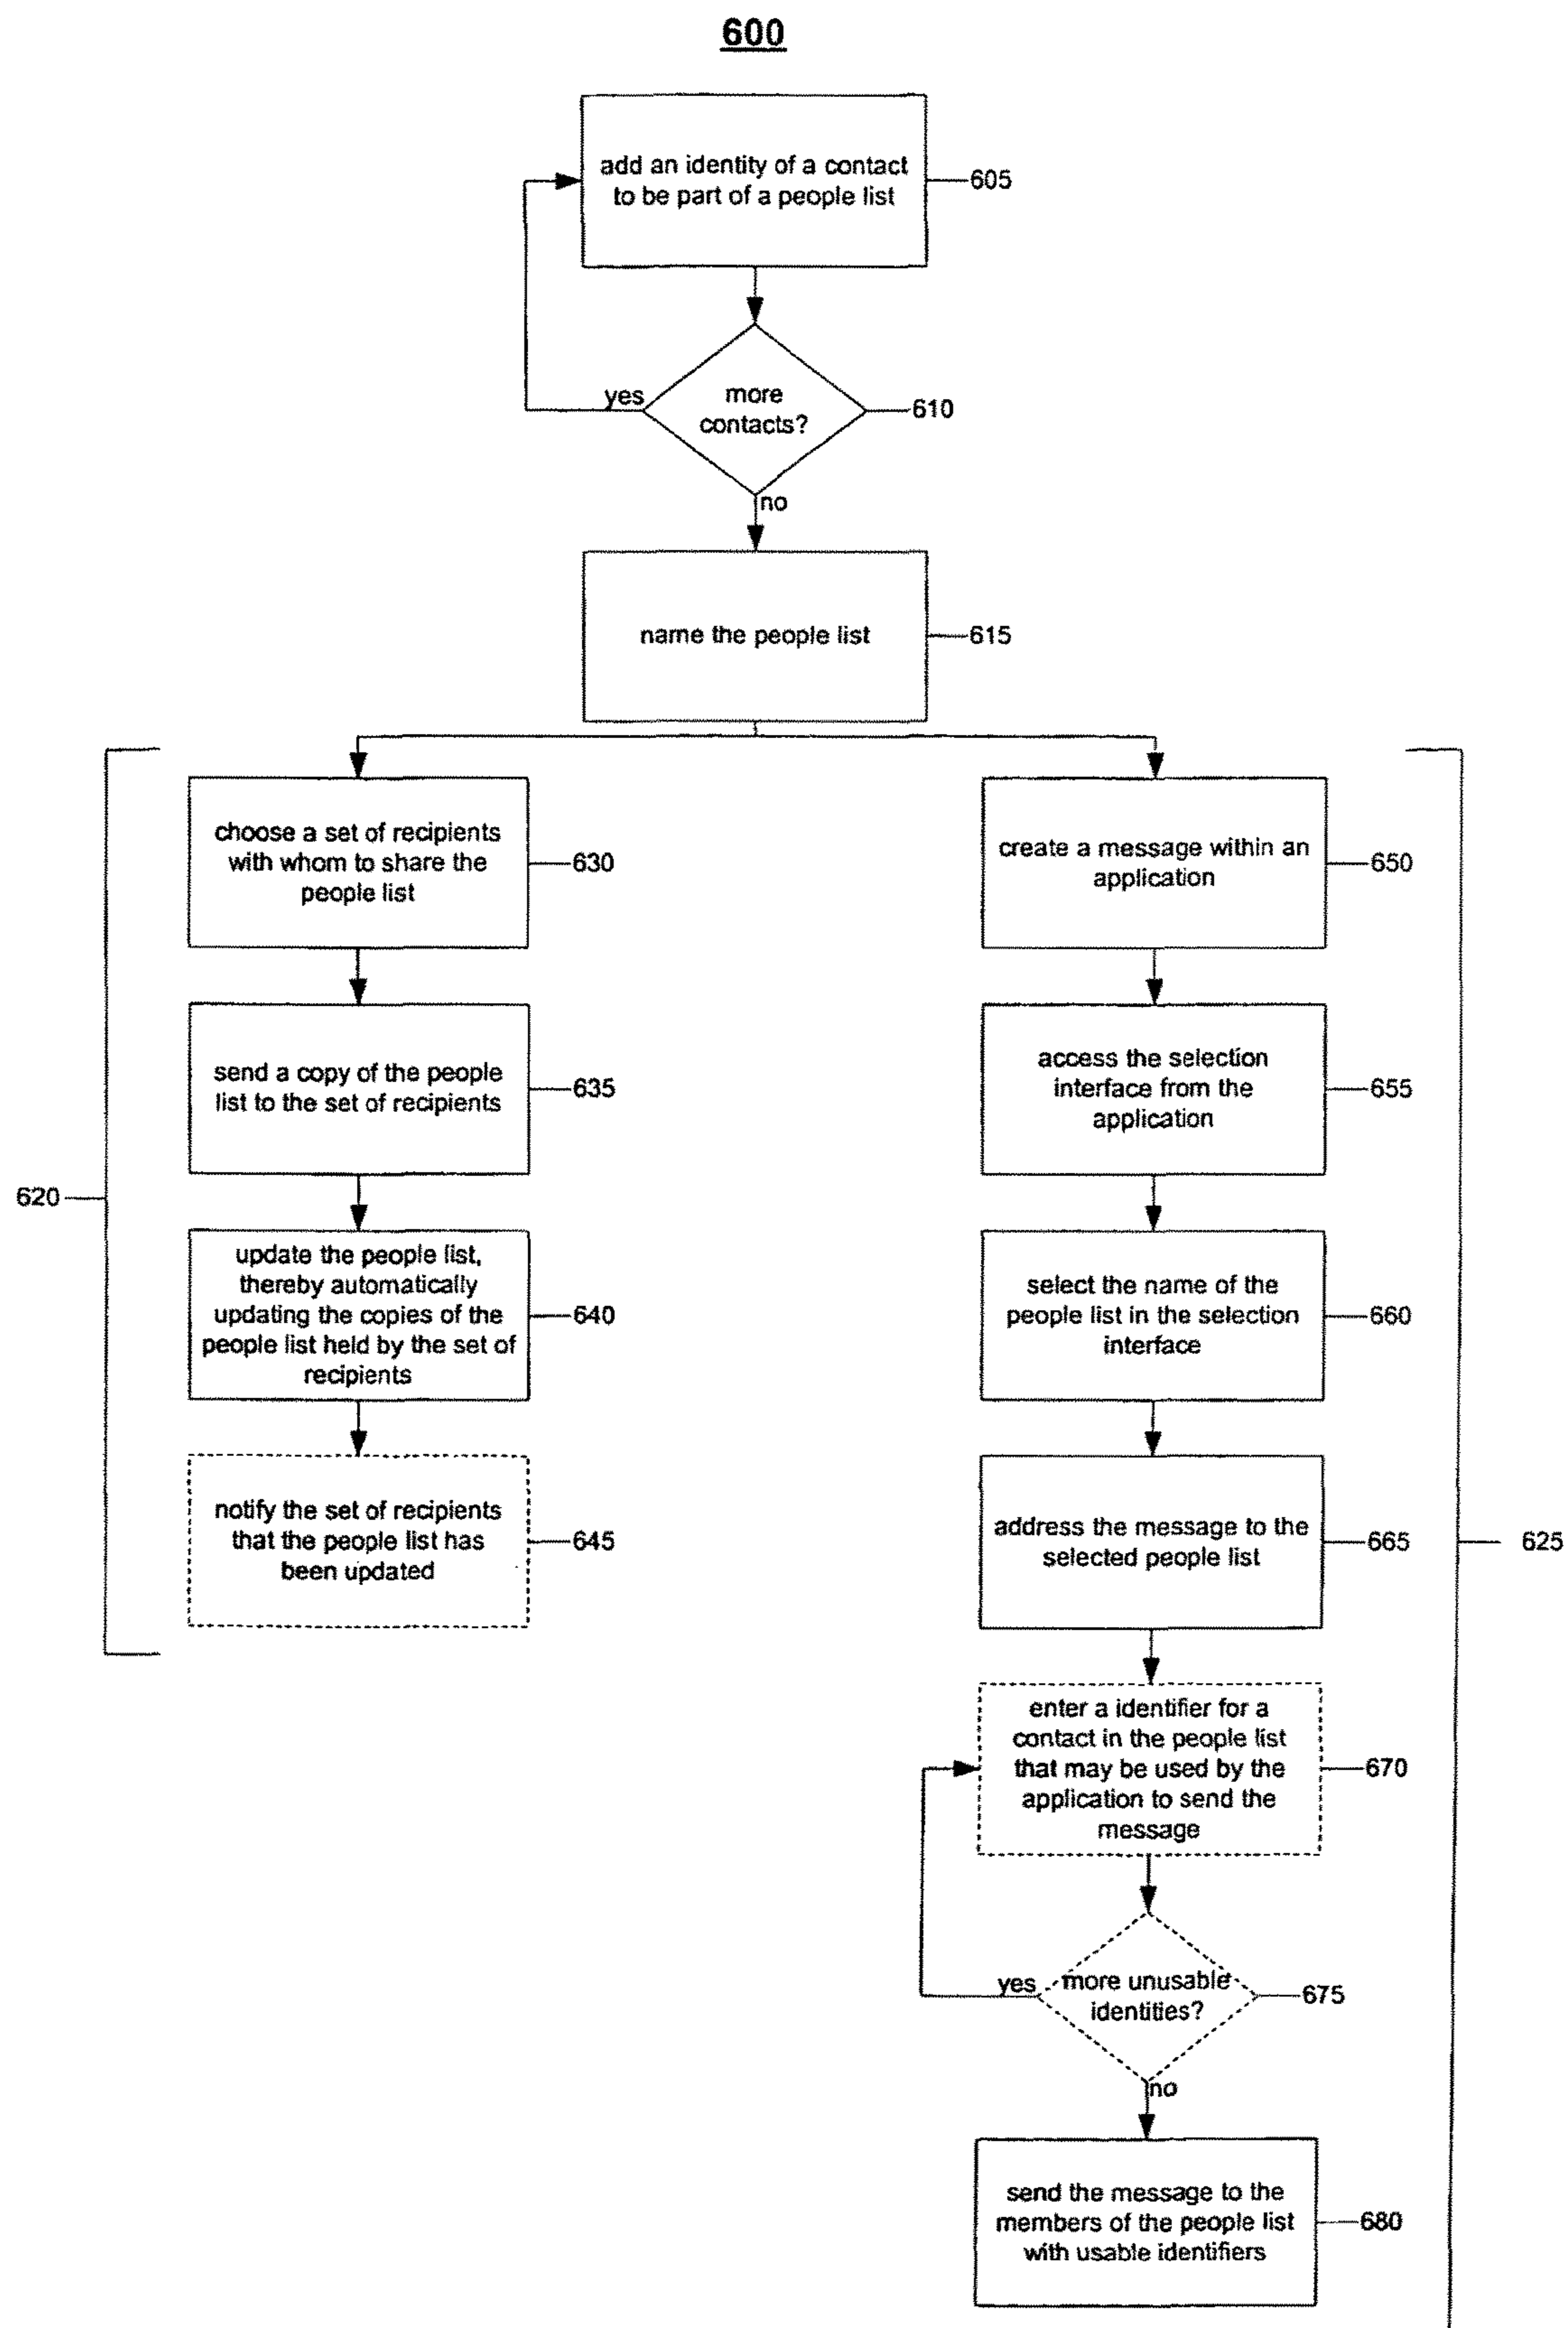 600
add an identity of a contact
to be part of a people list
605
more
contacts?
yes
610
no
name the people list
615
choose a set of recipients
with whom to share the
people list
630
send a copy of the people
list to the set of recipients
635
620
update the people list,
thereby automatically
updating the copies of the
people list held by the set of
recipients
640
notify the set of recipients
that the people list has
been updated
645
create a message within an
application
650
access the selection
interface from the
application
655
select the name of the
people list in the selection
interface
660
address the message to the
selected people list
665
625
enter a identifier for a
contact in the people list
that may be used by the
application to send the
message
670
yes
more unusable
identities?
675
no
send the message to the
members of the people list
with usable identifiers
680